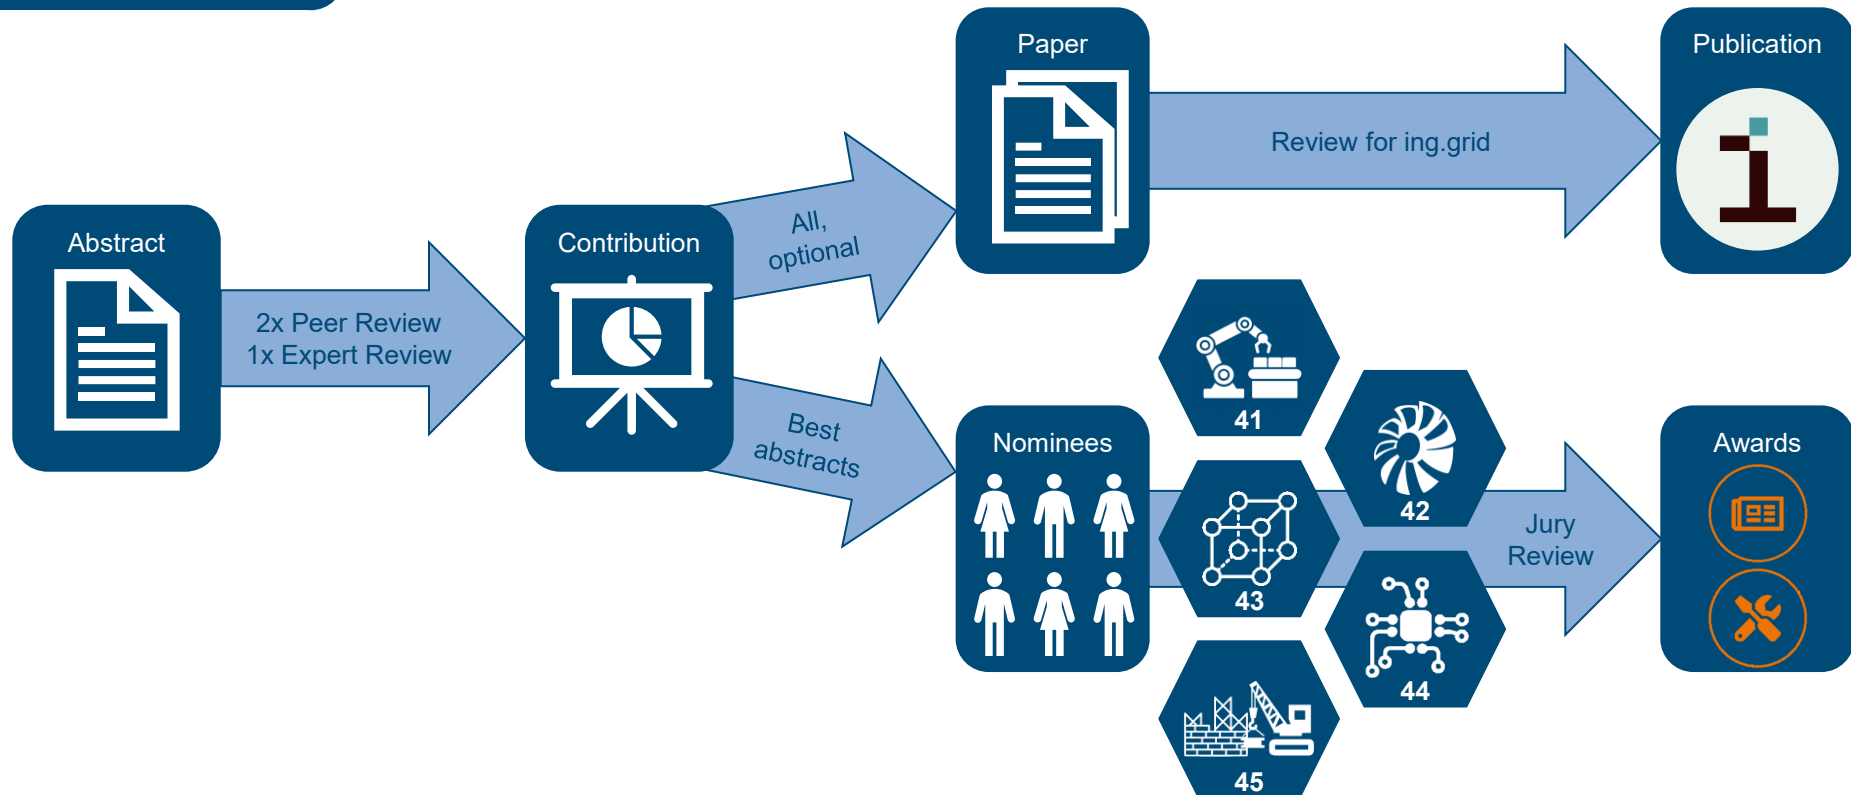 Abstract
2x Peer Review
1x Expert Review
Contribution
All,
optional
Paper
Review for ing.grid
Publication
Best
abstracts
Nominees
41
42
43
44
45
Jury
Review
Awards